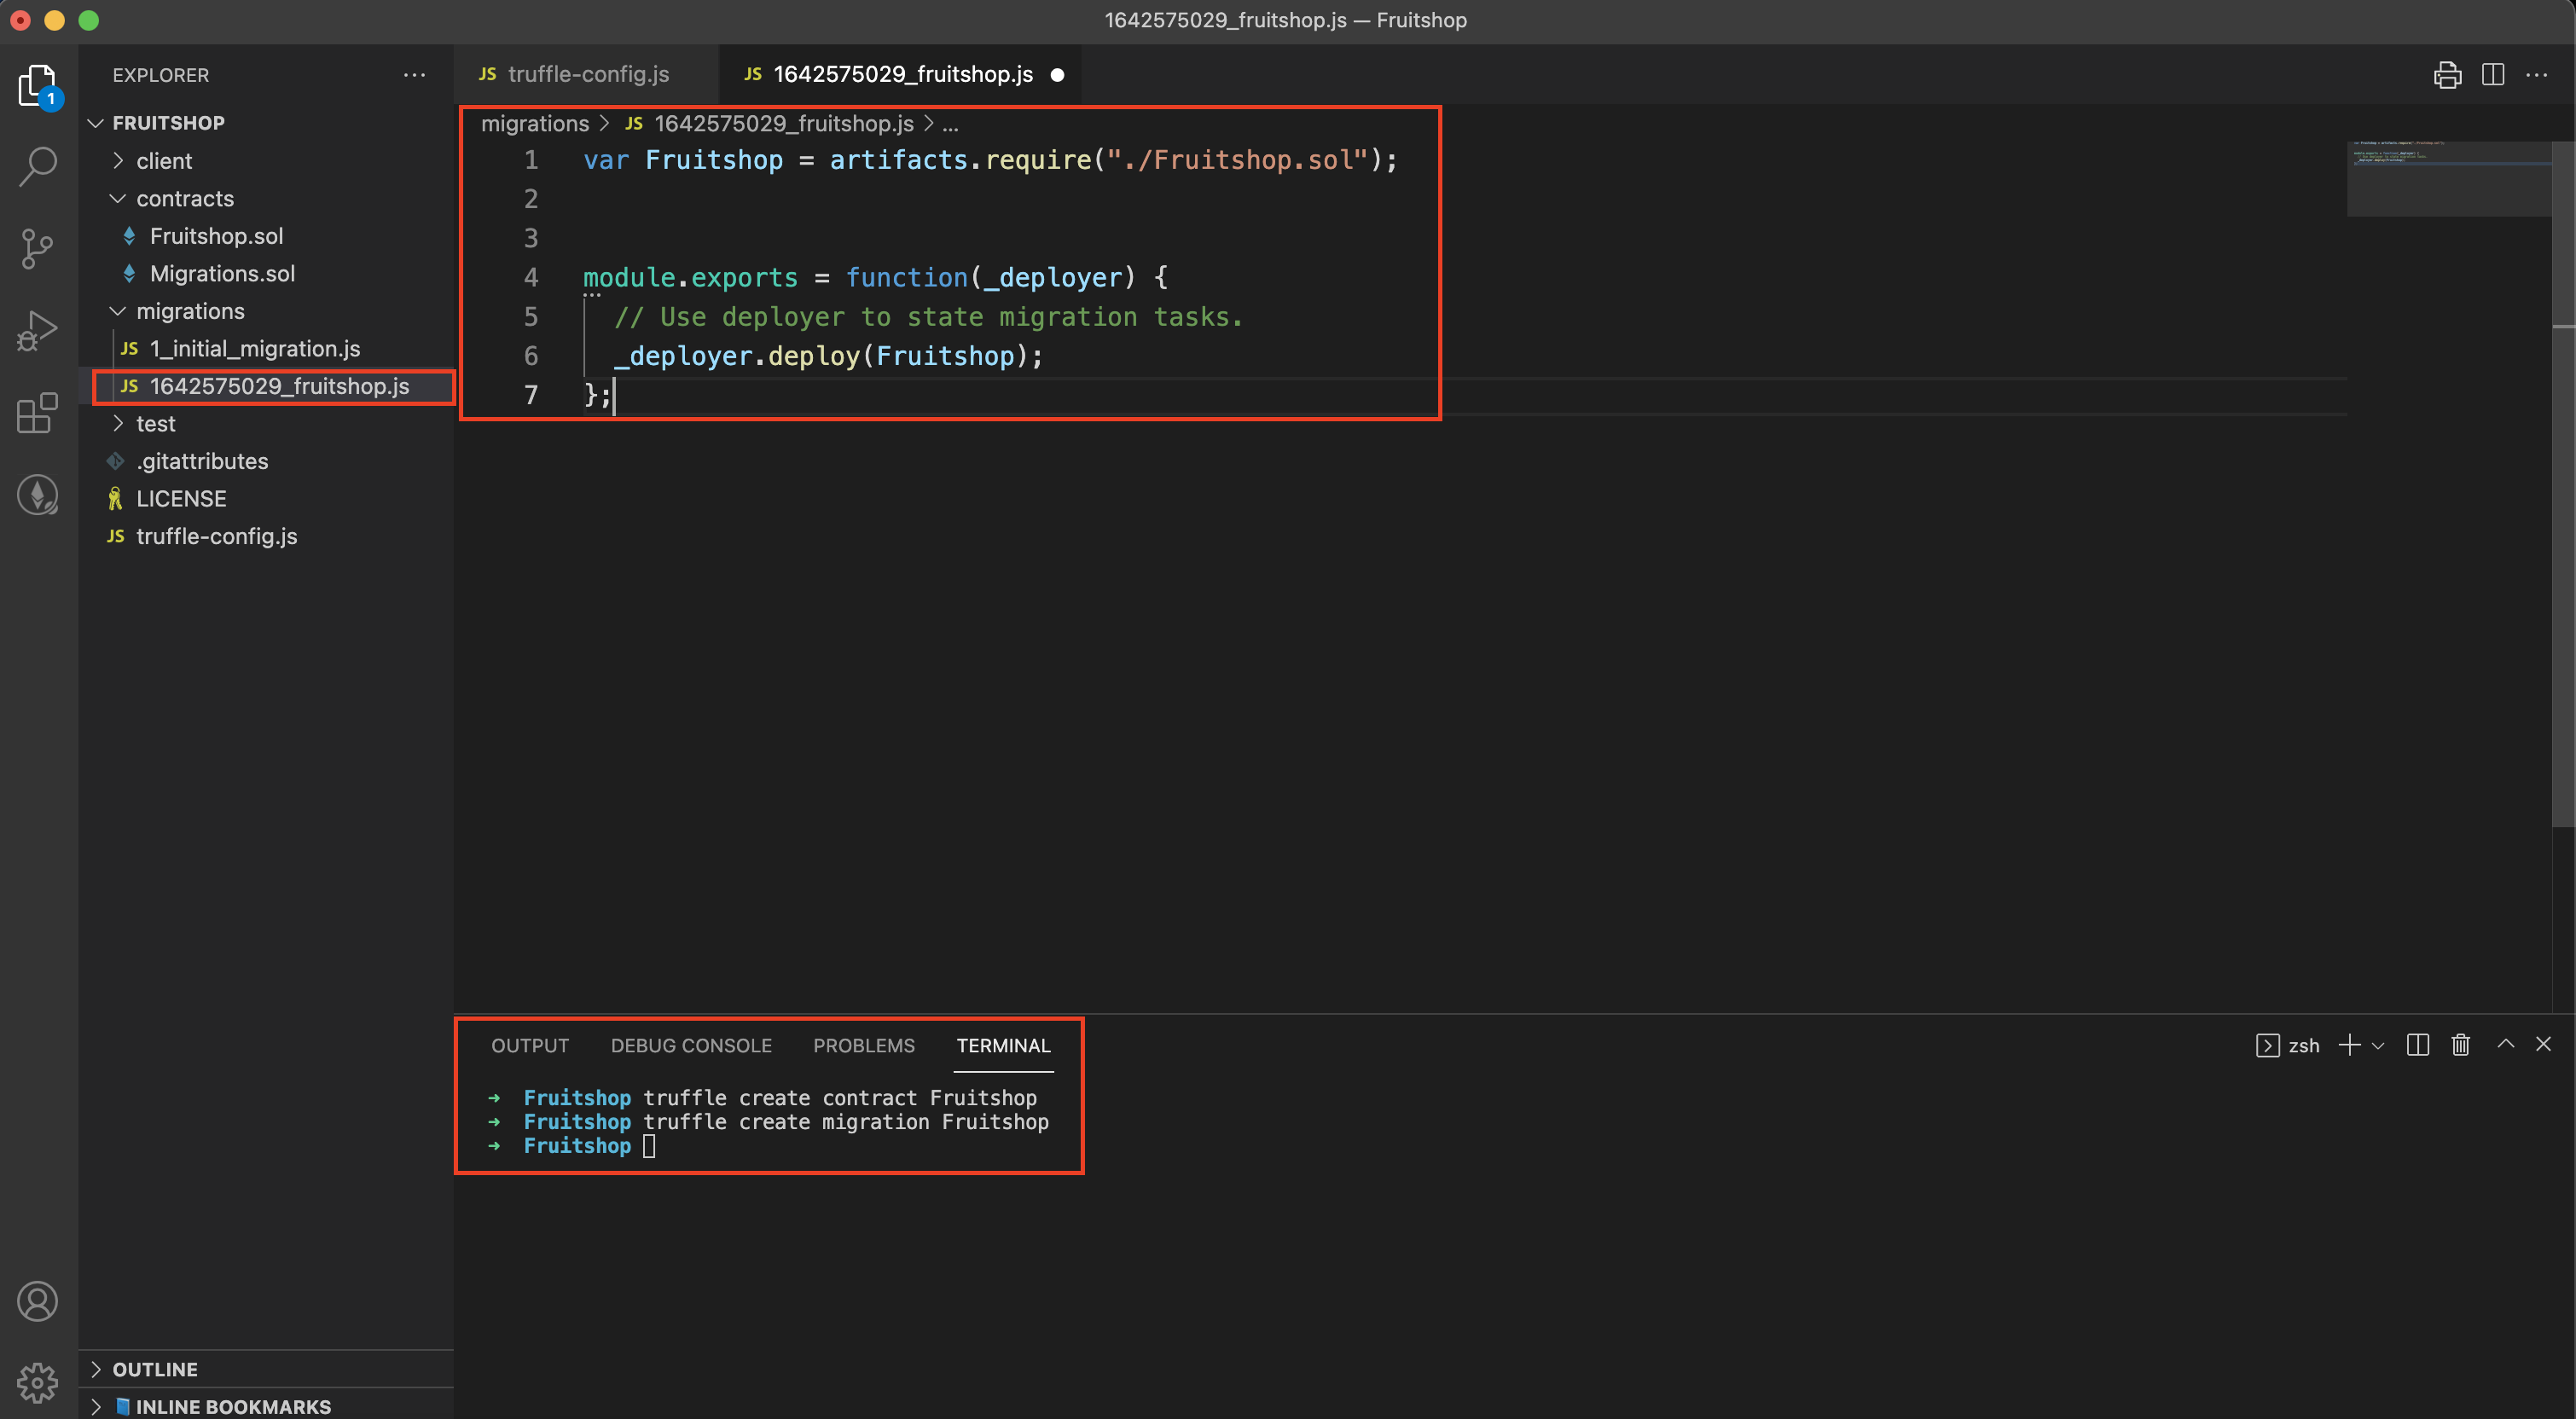 1642575029_fruitshop.js — Fruitshop
EXPLORER
JS truffle-config.js
JS 1642575029_fruitshop.js
1
FRUITSHOP
client
contracts
Fruitshop.sol
Migrations.sol
migrations
JS 1_initial_migration.js
JS 1642575029_fruitshop.js
test
.gitattributes
LICENSE
JS truffle-config.js
migrations > JS 1642575029_fruitshop.js > ...
1 var Fruitshop = artifacts.require("./Fruitshop.sol");
2
3
4 module.exports = function(_deployer) {
5 // Use deployer to state migration tasks.
6 _deployer.deploy(Fruitshop);
7 };
OUTPUT DEBUG CONSOLE PROBLEMS TERMINAL
zsh
➜ Fruitshop truffle create contract Fruitshop
➜ Fruitshop truffle create migration Fruitshop
➜ Fruitshop
OUTLINE
INLINE BOOKMARKS